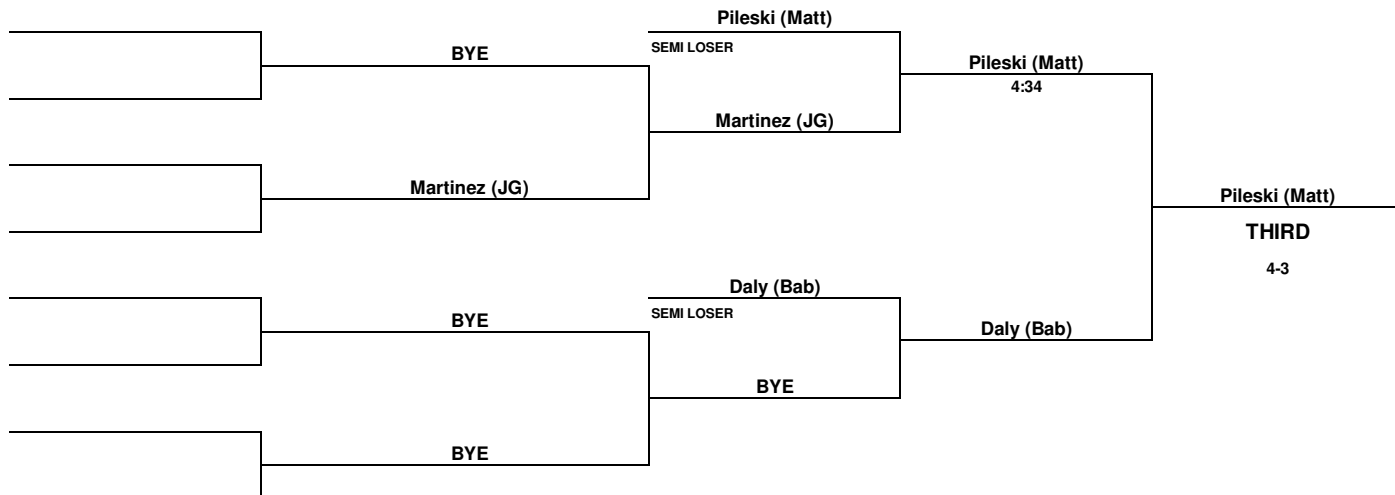 Pileski (Matt)
BYE
SEMI LOSER
Pileski (Matt)
4:34
Martinez (JG)
Martinez (JG)
Pileski (Matt)
THIRD
4-3
Daly (Bab)
BYE
SEMI LOSER
Daly (Bab)
BYE
BYE